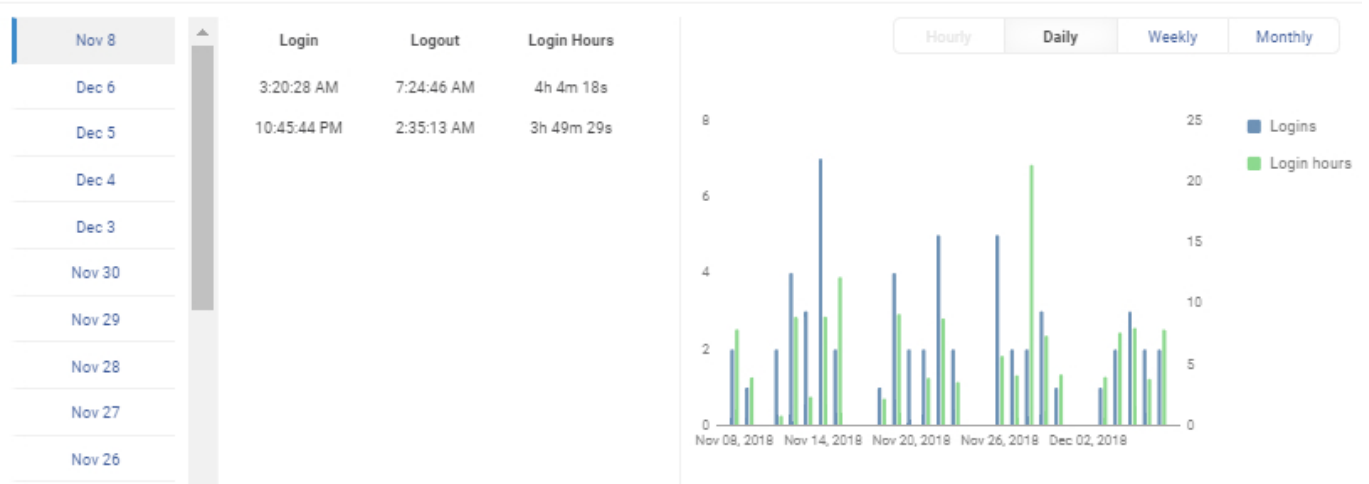 Nov 8
Dec 6
Dec 5
Dec 4
Dec 3
Nov 30
Nov 29
Nov 28
Nov 27
Nov 26
Login Logout Login Hours
3:20:28 AM 7:24:46 AM 4h 4m 18s
10:45:44 PM 2:35:13 AM 3h 49m 29s
Hourly Daily Weekly Monthly
8
6
4
2
0
25
20
15
10
5
0
Nov 08, 2018 Nov 14, 2018 Nov 20, 2018 Nov 26, 2018 Dec 02, 2018
Logins
Login hours